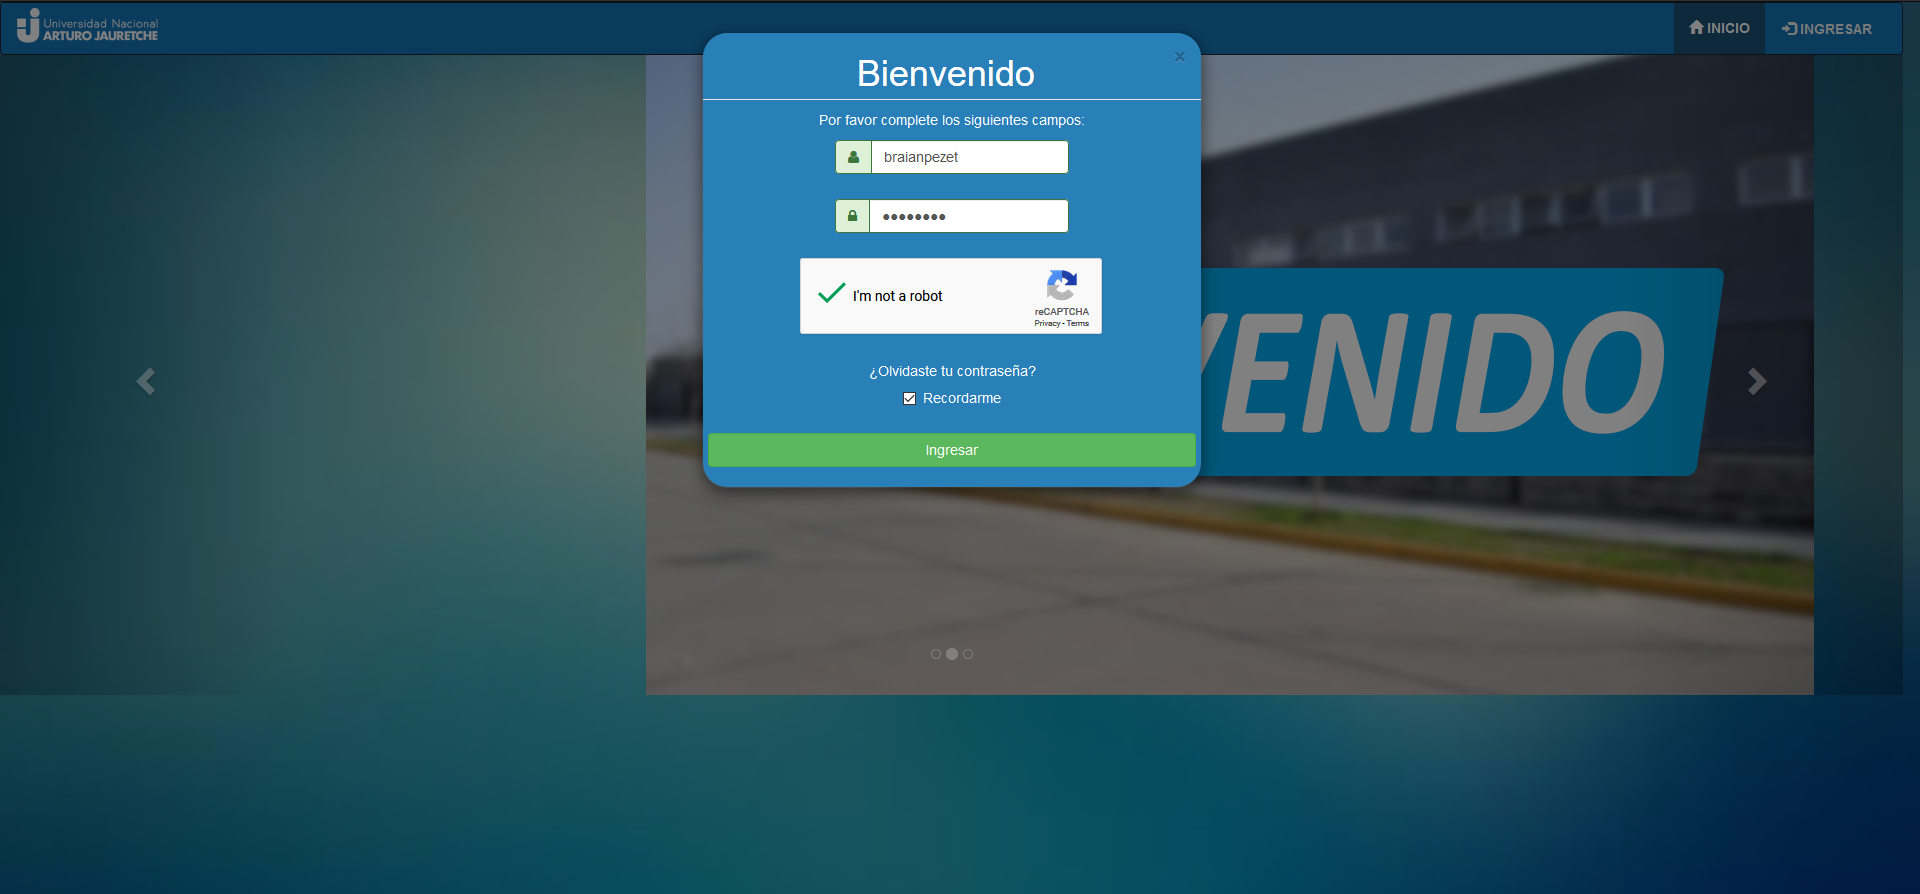 Universidad Nacional
ARTURO JAURETCHE
INICIO
INGRESAR
×
Bienvenido
Por favor complete los siguientes campos:
braianpezet
I'm not a robot
reCAPTCHA
Privacy - Terms
¿Olvidaste tu contraseña?
Recordarme
Ingresar
VENIDO